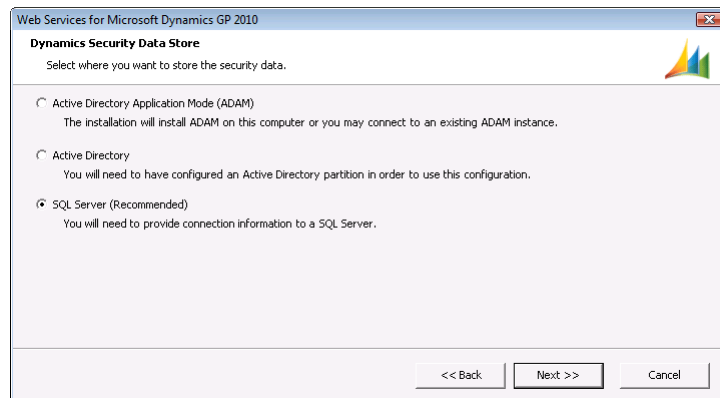 Web Services for Microsoft Dynamics GP 2010
Dynamics Security Data Store
Select where you want to store the security data.
Active Directory Application Mode (ADAM)
The installation will install ADAM on this computer or you may connect to an existing ADAM instance.
Active Directory
You will need to have configured an Active Directory partition in order to use this configuration.
SQL Server (Recommended)
You will need to provide connection information to a SQL Server.
<< Back Next >> Cancel